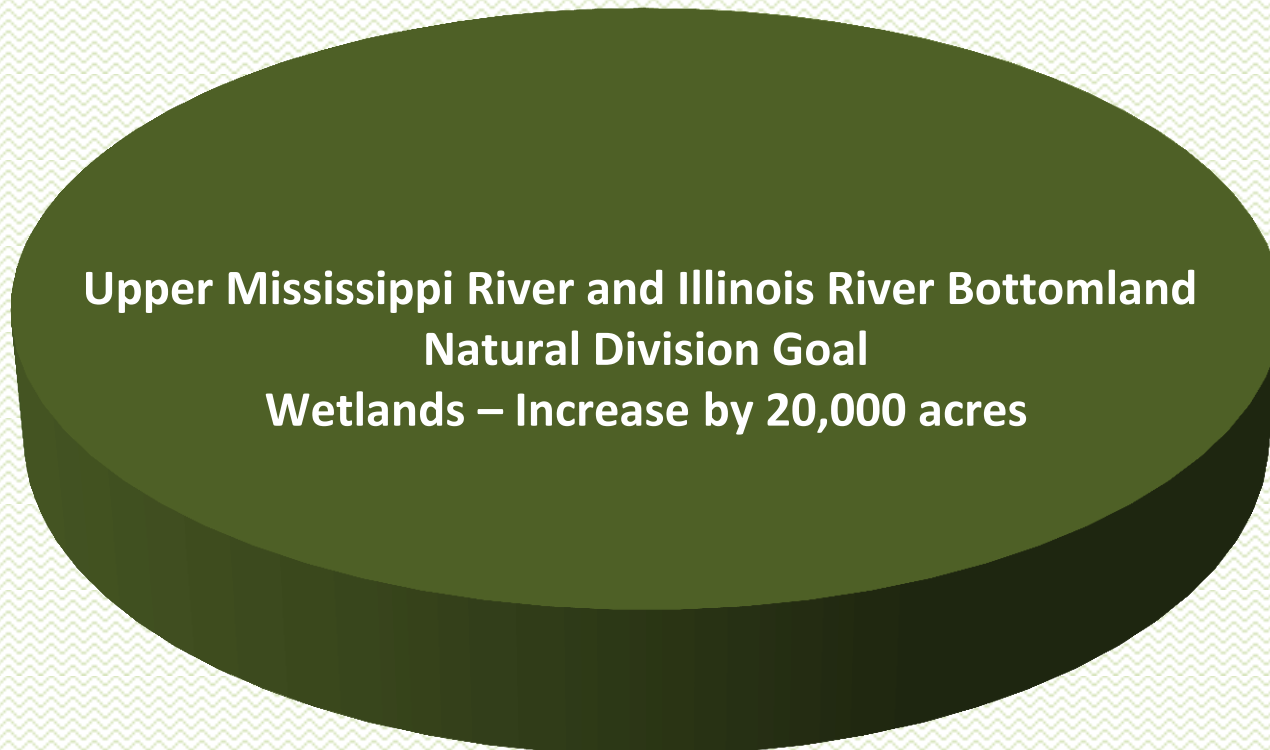 Upper Mississippi River and Illinois River Bottomland
Natural Division Goal
Wetlands – Increase by 20,000 acres